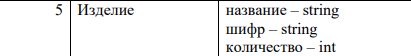 5 Изделие название – string
шифр – string
количество – int